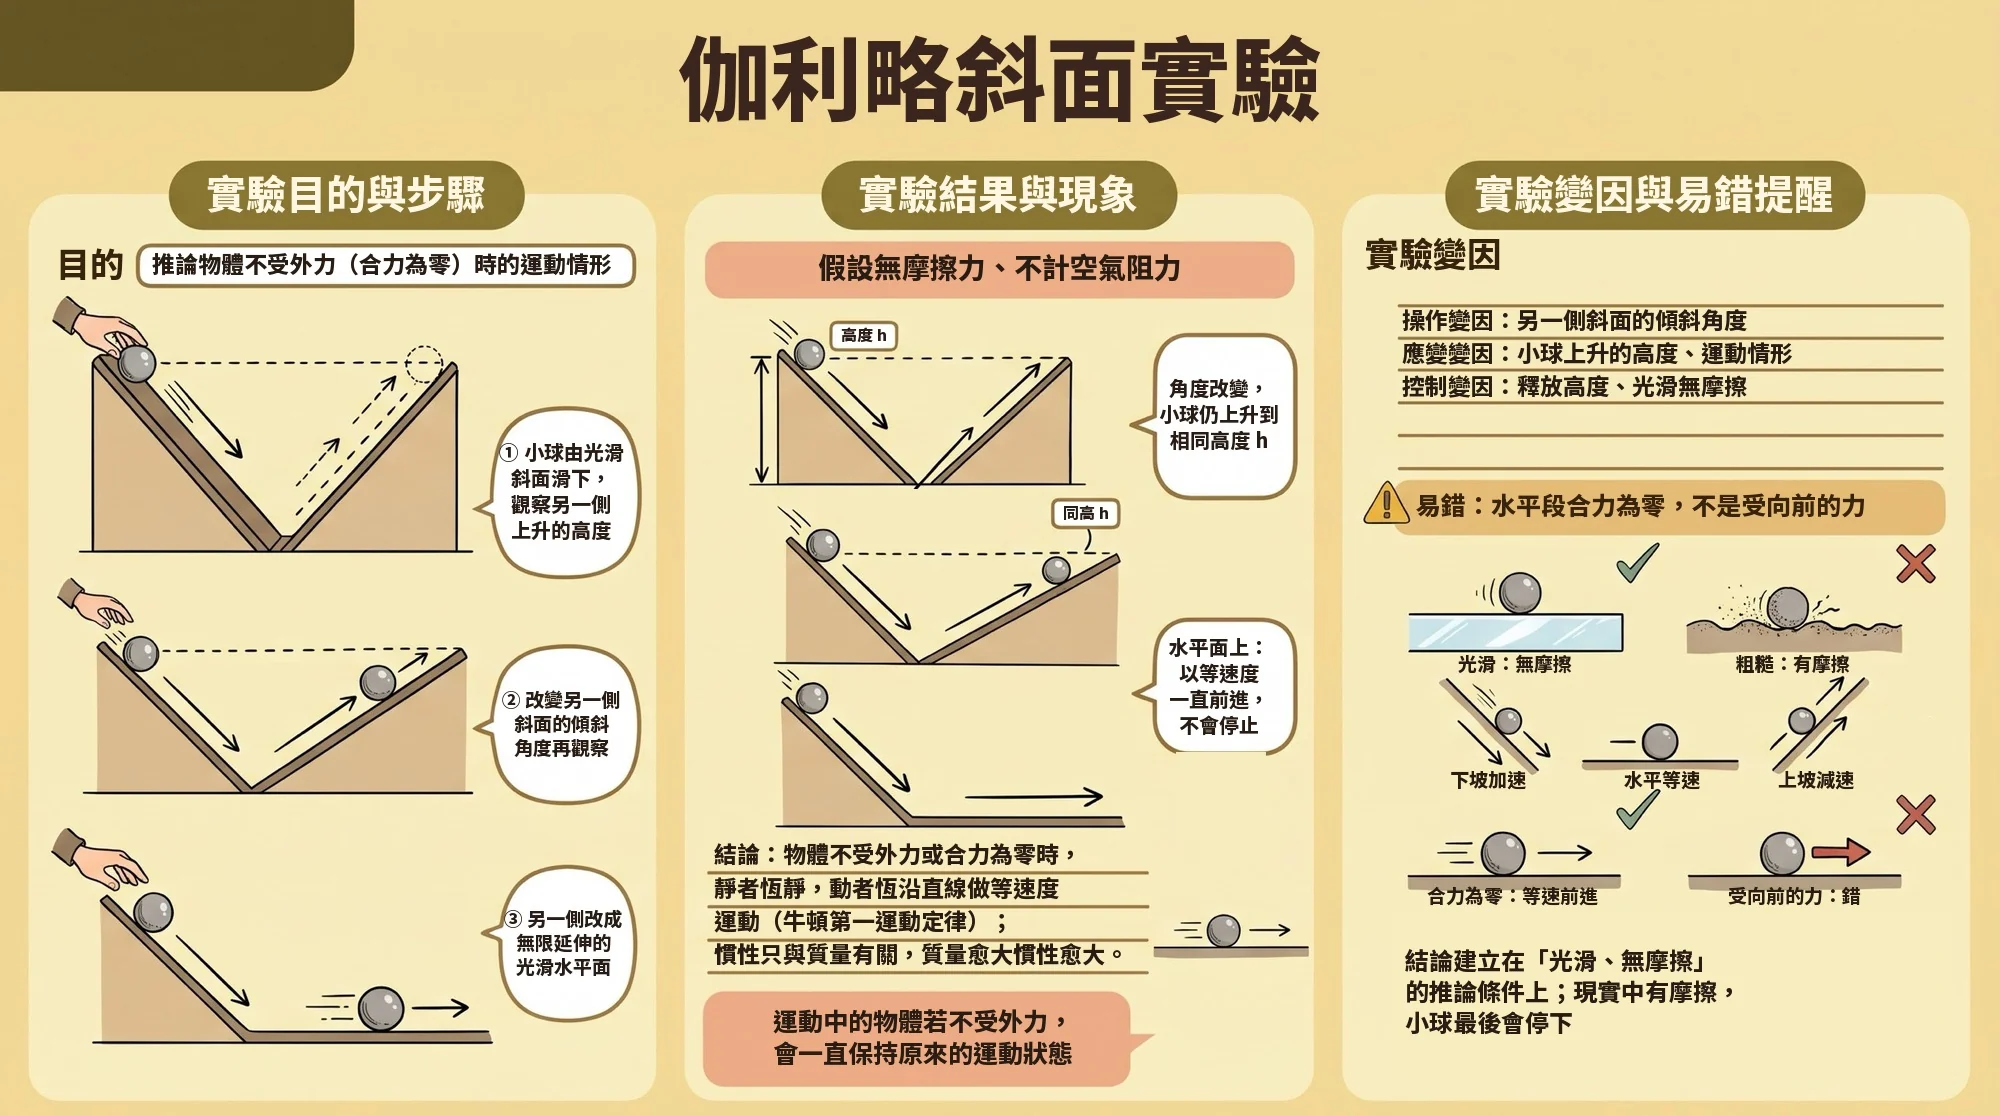 伽利略斜面實驗
實驗目的與步驟
目的
推論物體不受外力（合力為零）時的運動情形
① 小球由光滑
斜面滑下，
觀察另一側
上升的高度
② 改變另一側
斜面的傾斜
角度再觀察
③ 另一側改成
無限延伸的
光滑水平面
實驗結果與現象
假設無摩擦力、不計空氣阻力
高度 h
角度改變，
小球仍上升到
相同高度 h
同高 h
水平面上：
以等速度
一直前進，
不會停止
結論：物體不受外力或合力為零時，
靜者恆靜，動者恆沿直線做等速度
運動（牛頓第一運動定律）；
慣性只與質量有關，質量愈大慣性愈大。
運動中的物體若不受外力，
會一直保持原來的運動狀態
實驗變因與易錯提醒
實驗變因
操作變因：另一側斜面的傾斜角度
應變變因：小球上升的高度、運動情形
控制變因：釋放高度、光滑無摩擦
易錯：水平段合力為零，不是受向前的力
光滑：無摩擦
粗糙：有摩擦
下坡加速
水平等速
上坡減速
合力為零：等速前進
受向前的力：錯
結論建立在「光滑、無摩擦」
的推論條件上；現實中有摩擦，
小球最後會停下